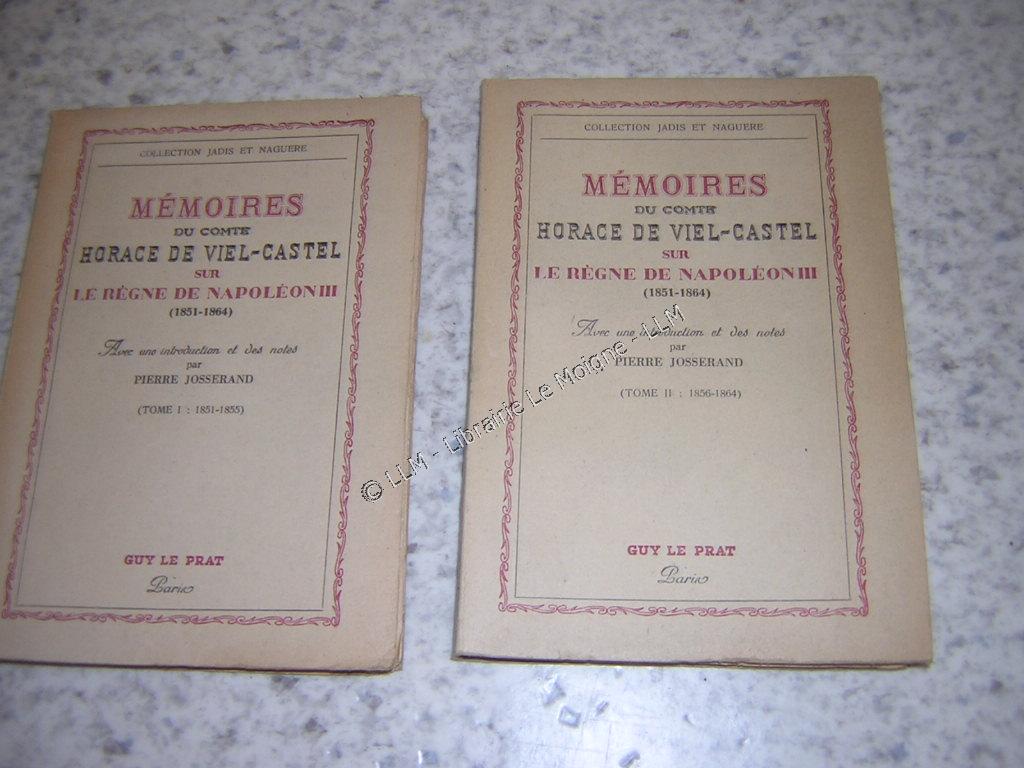 COLLECTION JADIS ET NAGUERE
MÉMOIRES
DU COMTE
HORACE DE VIEL-CASTEL
SUR
LE RÈGNE DE NAPOLÉON III
(1851-1864)
Avec une introduction et des notes
par
PIERRE JOSSERAND
(TOME I : 1851-1855)
GUY LE PRAT
Paris
COLLECTION JADIS ET NAGUERE
MÉMOIRES
DU COMTE
HORACE DE VIEL-CASTEL
SUR
LE RÈGNE DE NAPOLÉON III
(1851-1864)
Avec une introduction et des notes
par
PIERRE JOSSERAND
(TOME II : 1856-1864)
GUY LE PRAT
Paris
© LLM - Librairie Le Moigne - LLM